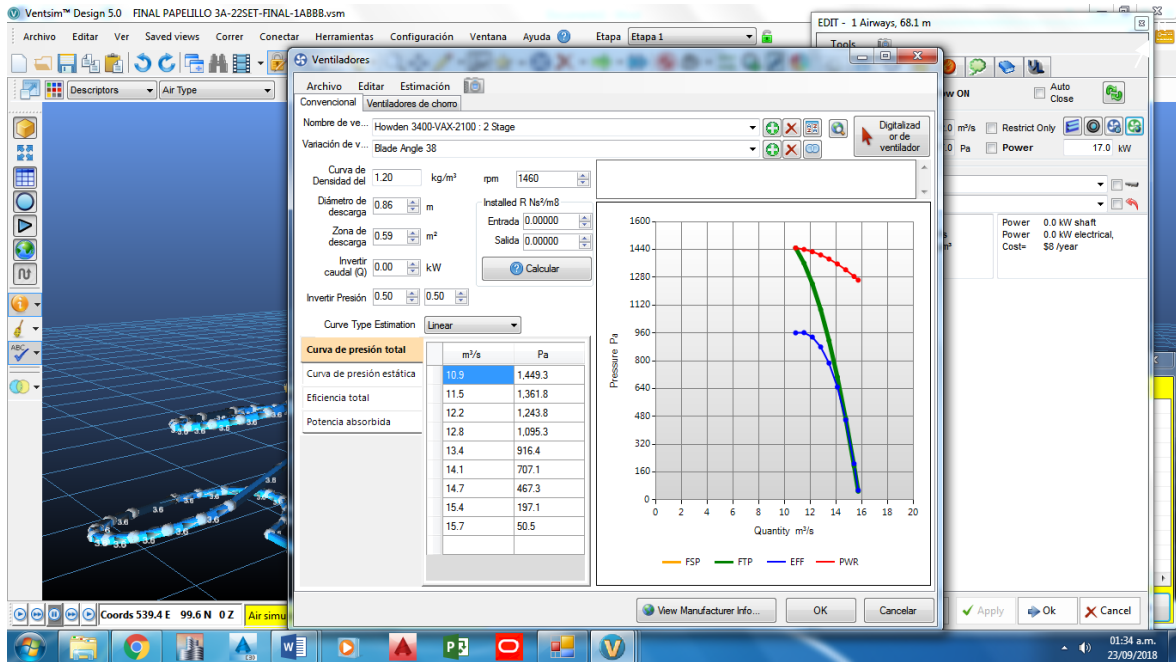 Ventsim™ Design 5.0 FINAL PAPELILLO 3A-22SET-FINAL-1ABBB.vsm
EDIT - 1 Airways, 68.1 m
Archivo Editar Ver Saved views Correr Conectar Herramientas Configuración Ventana Ayuda Etapa Etapa 1
Tools
Descriptors Air Type
Ventiladores
Archivo Editar Estimación
Convencional Ventiladores de chorro
Nombre de ve... Howden 3400-VAX-2100 : 2 Stage
Variación de v... Blade Angle 38
Digitalizad
or de
ventilador
Curva de
Densidad del 1.20 kg/m³ rpm 1460
Diámetro de
descarga 0.86 m
Installed R Ns²/m8
Entrada 0.00000
Zona de
descarga 0.59 m²
Salida 0.00000
Invertir
caudal (Q) 0.00 kW
Calcular
Invertir Presión 0.50 0.50
Curve Type Estimation Linear
Curva de presión total
Curva de presión estática
Eficiencia total
Potencia absorbida
m³/s Pa
10.9 1,449.3
11.5 1,361.8
12.2 1,243.8
12.8 1,095.3
13.4 916.4
14.1 707.1
14.7 467.3
15.4 197.1
15.7 50.5
Pressure Pa
1600
1440
1280
1120
960
800
640
480
320
160
0
0 2 4 6 8 10 12 14 16 18 20
Quantity m³/s
FSP FTP EFF PWR
View Manufacturer Info... OK Cancelar
ow ON
Auto
Close
.0 m³/s Restrict Only
.0 Pa Power 17.0 kW
Power 0.0 kW shaft
Power 0.0 kW electrical,
Cost= $8 /year
Apply Ok Cancel
ABC
3.6
3.6
3.6
3.6
Coords 539.4 E 99.6 N 0 Z Air simu
01:34 a.m.
23/09/2018